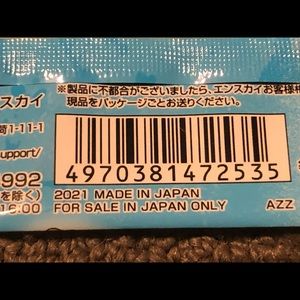 ※製品に不都合がございましたら、エンスカイお客様相
現品をパッケージごとお送りください。
スカイ
1-11-1
upport/
4970381472535
992
を除く)
2021 MADE IN JAPAN
18:00
FOR SALE IN JAPAN ONLY
AZZ